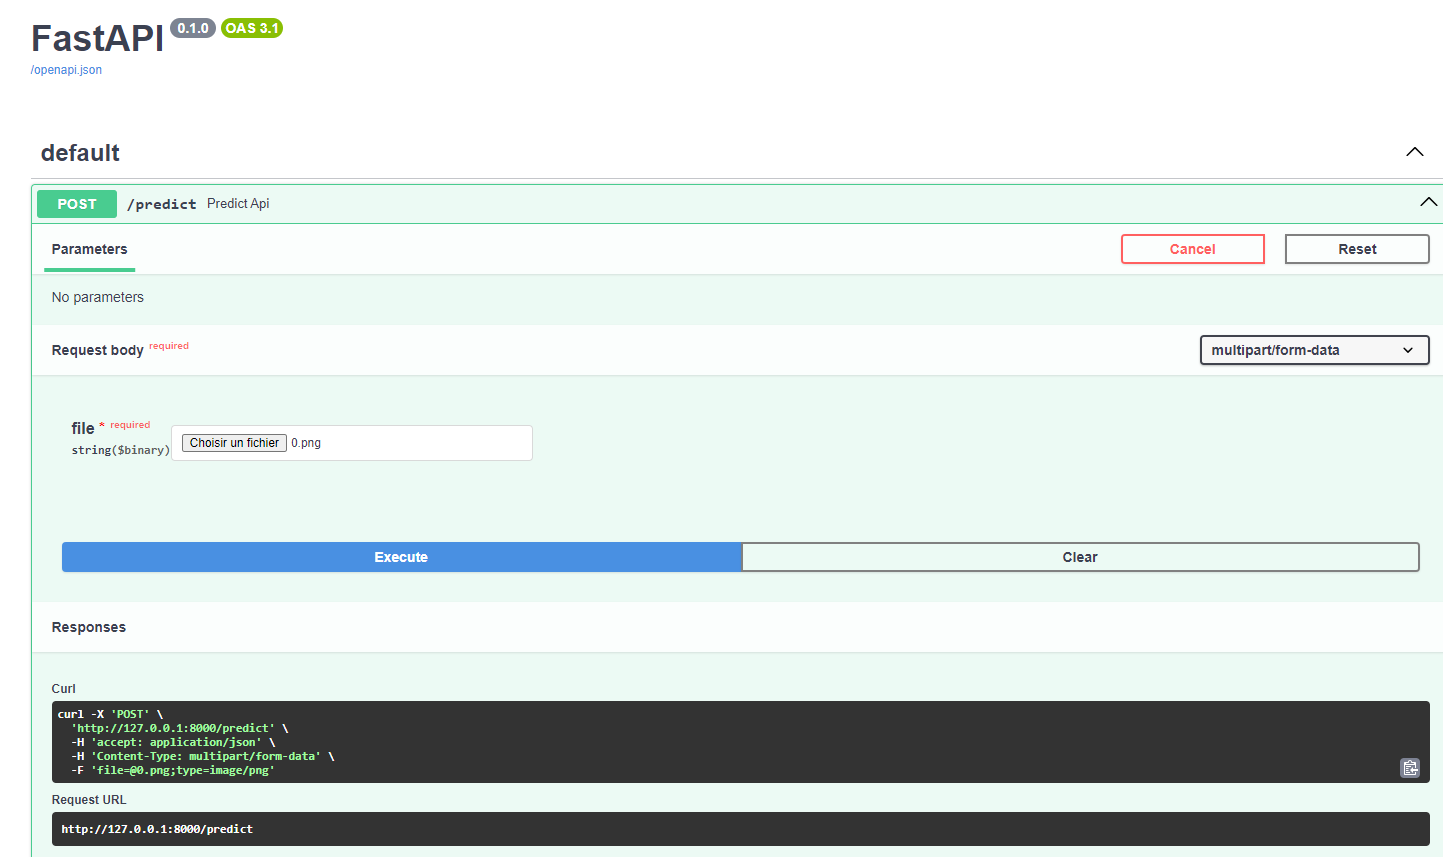 FastAPI 0.1.0 OAS 3.1
/openapi.json
default
POST /predict Predict Api
Parameters Cancel Reset
No parameters
Request body required multipart/form-data
file * required
string($binary) Choisir un fichier 0.png
Execute Clear
Responses
Curl
curl -X 'POST' \
  'http://127.0.0.1:8000/predict' \
  -H 'accept: application/json' \
  -H 'Content-Type: multipart/form-data' \
  -F 'file=@0.png;type=image/png'
Request URL
http://127.0.0.1:8000/predict